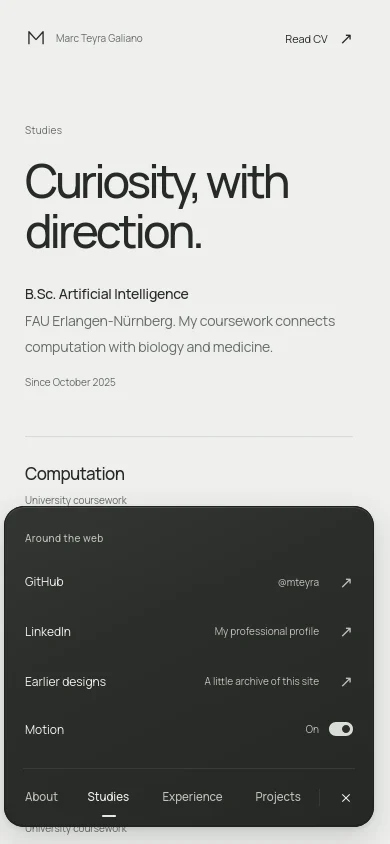 Marc Teyra Galiano
Read CV ↗
Studies
Curiosity, with
direction.
B.Sc. Artificial Intelligence
FAU Erlangen-Nürnberg. My coursework connects
computation with biology and medicine.
Since October 2025
Computation
University coursework
Around the web
GitHub @mteyra ↗
LinkedIn My professional profile ↗
Earlier designs A little archive of this site ↗
Motion On
About Studies Experience Projects ×
University coursework